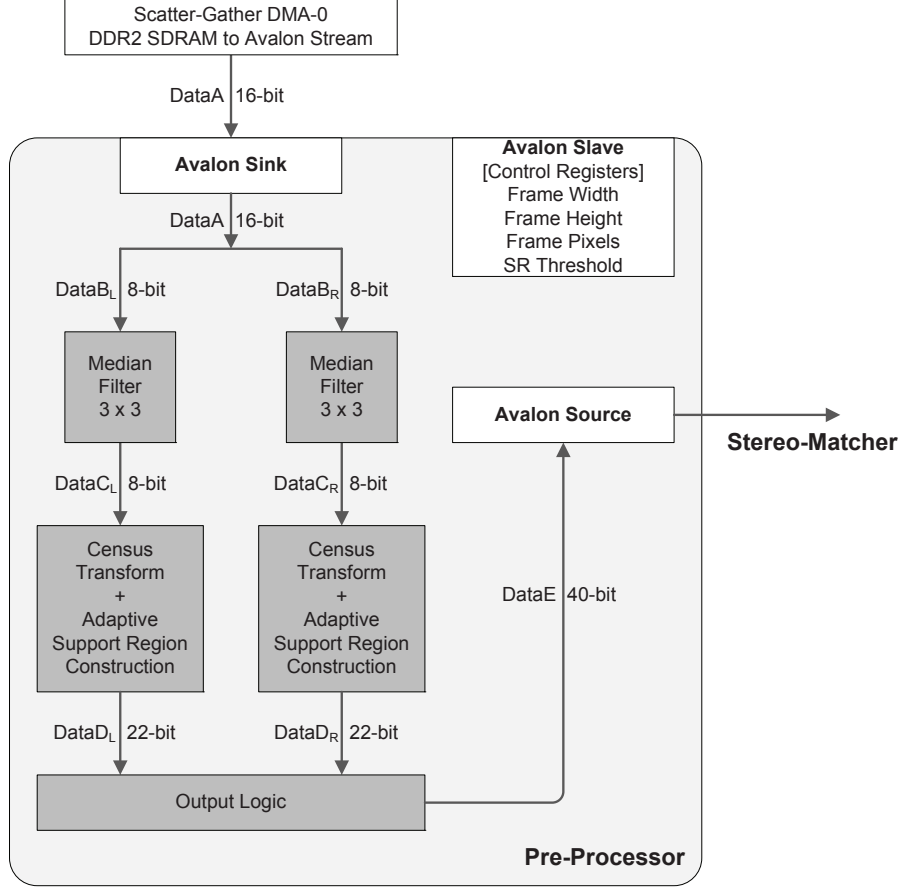 Scatter-Gather DMA-0
DDR2 SDRAM to Avalon Stream
DataA 16-bit
Avalon Sink
Avalon Slave
[Control Registers]
Frame Width
Frame Height
Frame Pixels
SR Threshold
DataA 16-bit
DataBL 8-bit
DataBR 8-bit
Median
Filter
3 x 3
Median
Filter
3 x 3
Avalon Source
Stereo-Matcher
DataCL 8-bit
DataCR 8-bit
Census
Transform
+
Adaptive
Support Region
Construction
Census
Transform
+
Adaptive
Support Region
Construction
DataE 40-bit
DataDL 22-bit
DataDR 22-bit
Output Logic
Pre-Processor